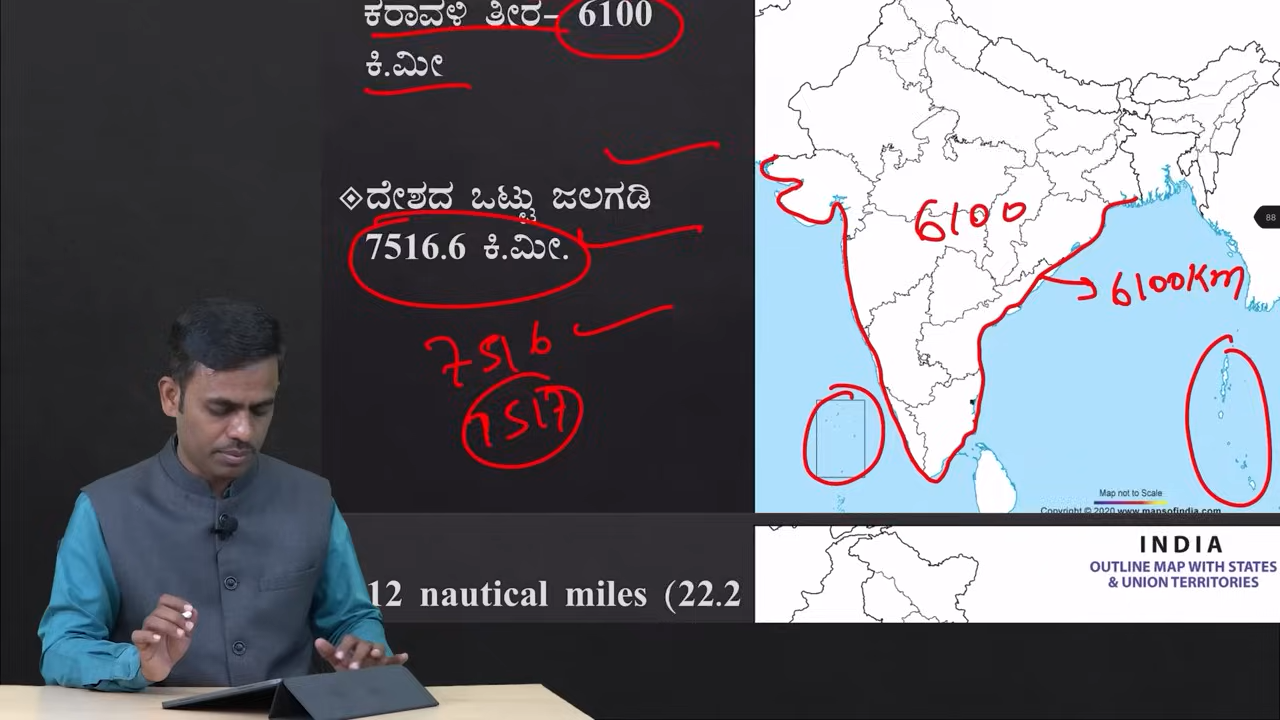 ಕರಾವಳಿ ತೀರ– 6100
ಕಿ.ಮೀ
ದೇಶದ ಒಟ್ಟು ಜಲಗಡಿ
7516.6 ಕಿ.ಮೀ.
7516
7517
12 nautical miles (22.2
6100
6100km
88
Map not to Scale
Copyright © 2020 www.mapsofindia.com
INDIA
OUTLINE MAP WITH STATES
& UNION TERRITORIES